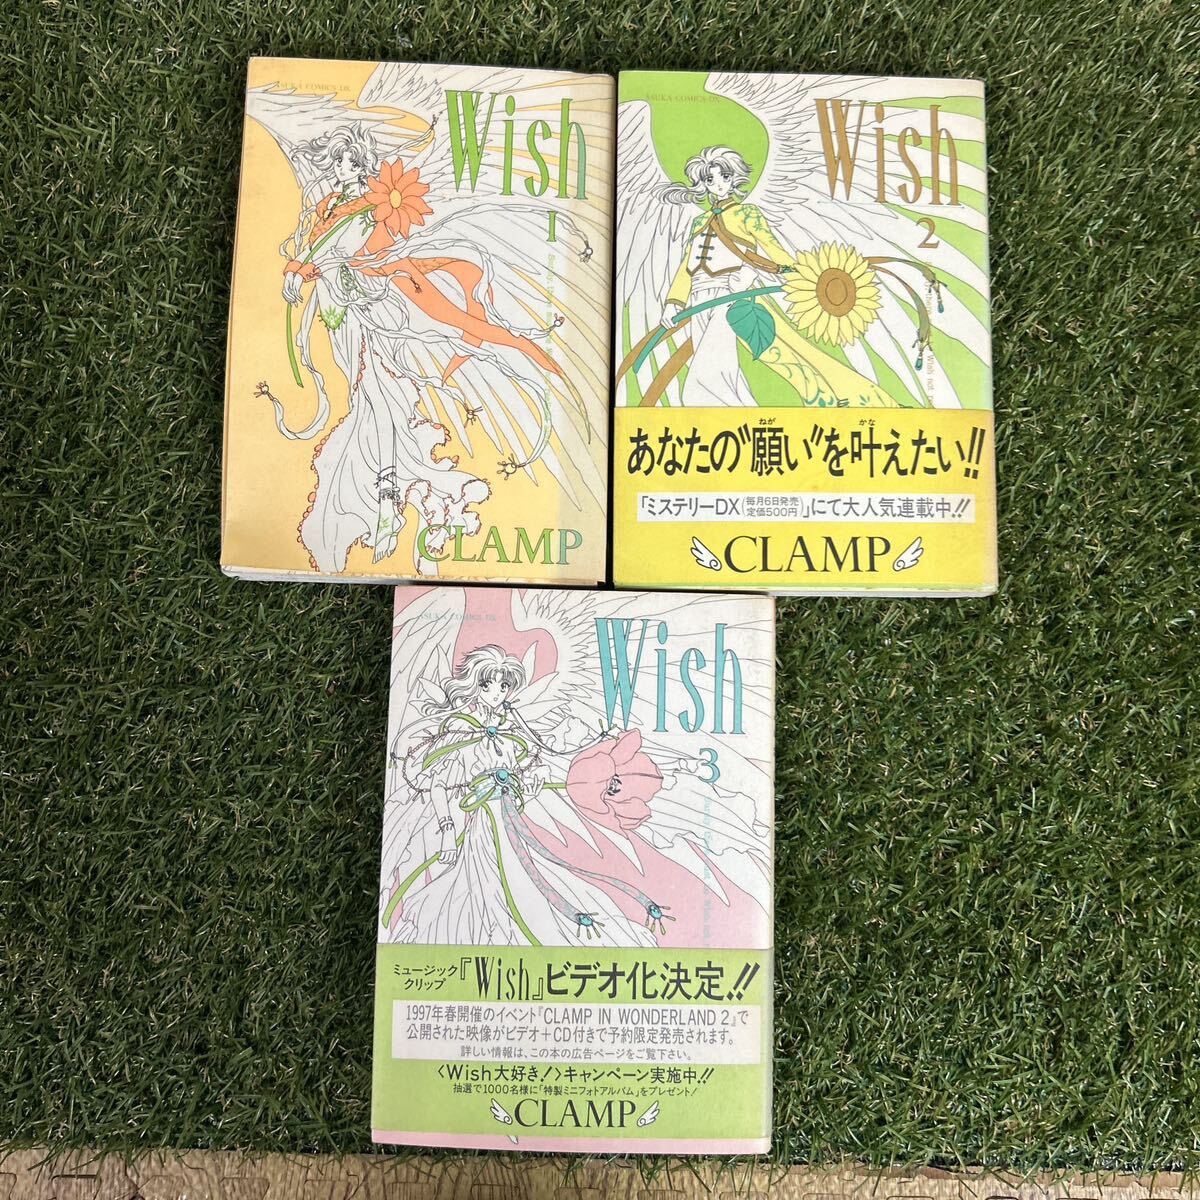 ASUKA COMICS DX
Wish
1
CLAMP
ASUKA COMICS DX
Wish
2
あなたの"願い"を叶えたい!!
ねが
かな
「ミステリーDX(毎月6日発売 定価500円)」にて大人気連載中!!
CLAMP
ASUKA COMICS DX
Wish
3
ミュージック
クリップ
『Wish』ビデオ化決定!!
1997年春開催のイベント『CLAMP IN WONDERLAND 2』で
公開された映像がビデオ+CD付きで予約限定発売されます。
詳しい情報は、この本の広告ページをご覧下さい。
〈Wish大好き!〉キャンペーン実施中!!
抽選で1000名様に「特製ミニフォトアルバム」をプレゼント!
CLAMP